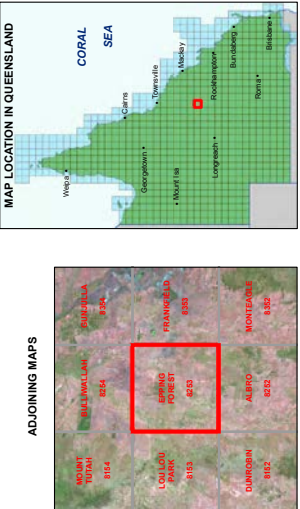 ADJOINING MAPS
MOUNT
TUTAH
8154
BULLIWALLAH
8254
GUNJULLA
8354
LOU LOU
PARK
8153
EPPING
FOREST
8253
FRANKFIELD
8353
DUNROBIN
8152
ALBRO
8252
MONTEAGLE
8352
MAP LOCATION IN QUEENSLAND
Weipa
CORAL
SEA
Cairns
Georgetown
Townsville
Mount Isa
Mackay
Longreach
Rockhampton
Bundaberg
Roma
Brisbane